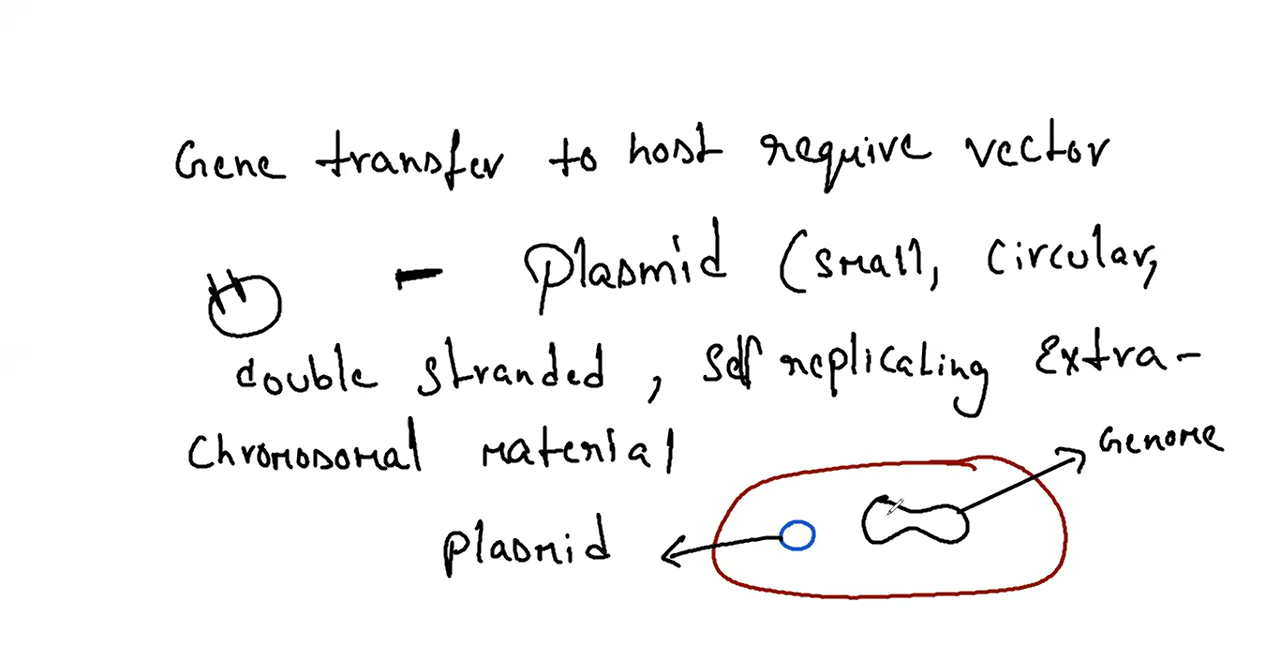 Gene transfer to host require vector
- Plasmid (small, circular,
double stranded, self replicating Extra-
chromosomal material
Genome
plasmid